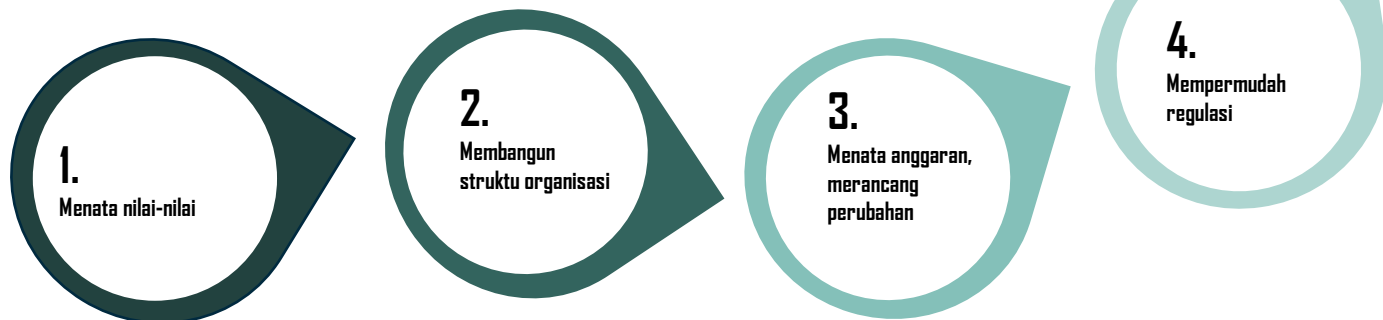 1.
Menata nilai-nilai
2.
Membangun
struktu organisasi
3.
Menata anggaran,
merancang
perubahan
4.
Mempermudah
regulasi